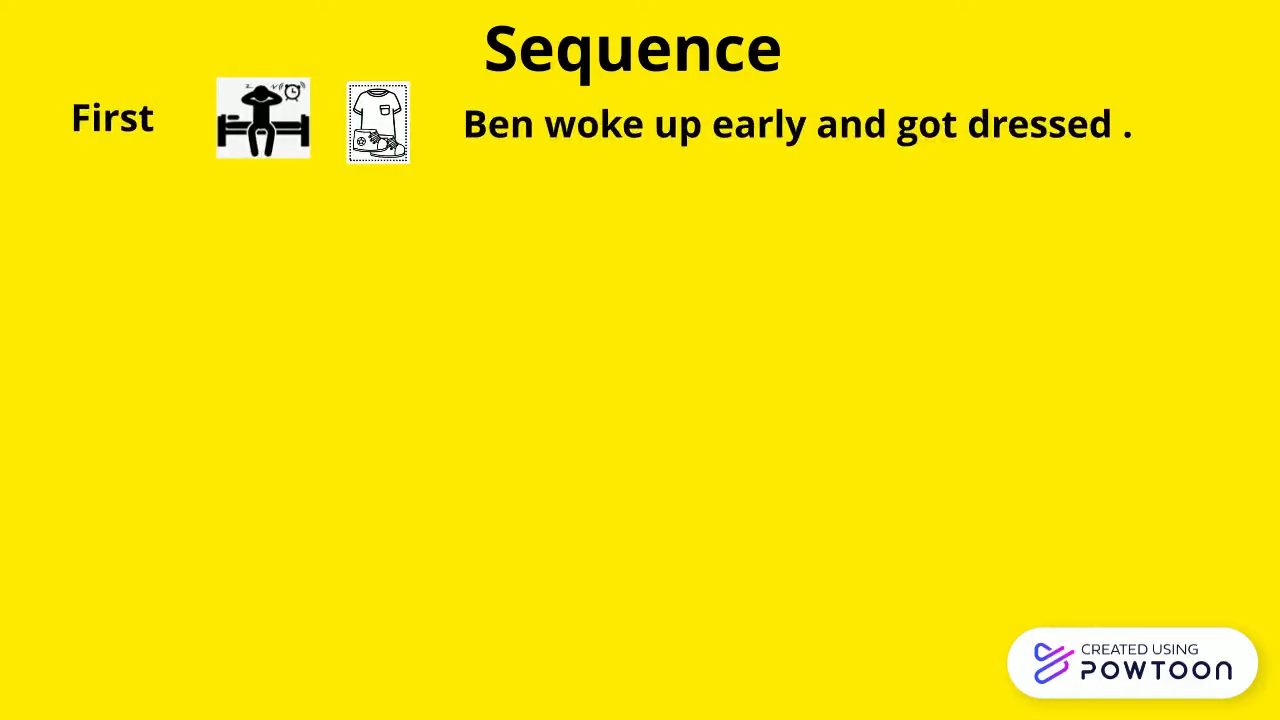 Sequence
First
Ben woke up early and got dressed .
CREATED USING
POWTOON